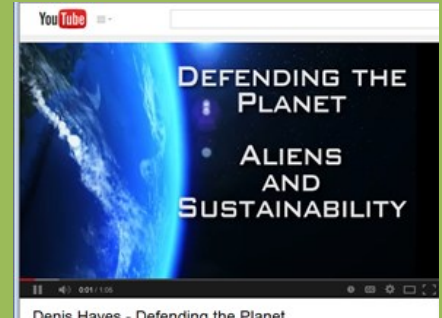 YouTube
DEFENDING THE
PLANET
ALIENS
AND
SUSTAINABILITY
0:01 / 1:06
Denis Hayes - Defending the Planet